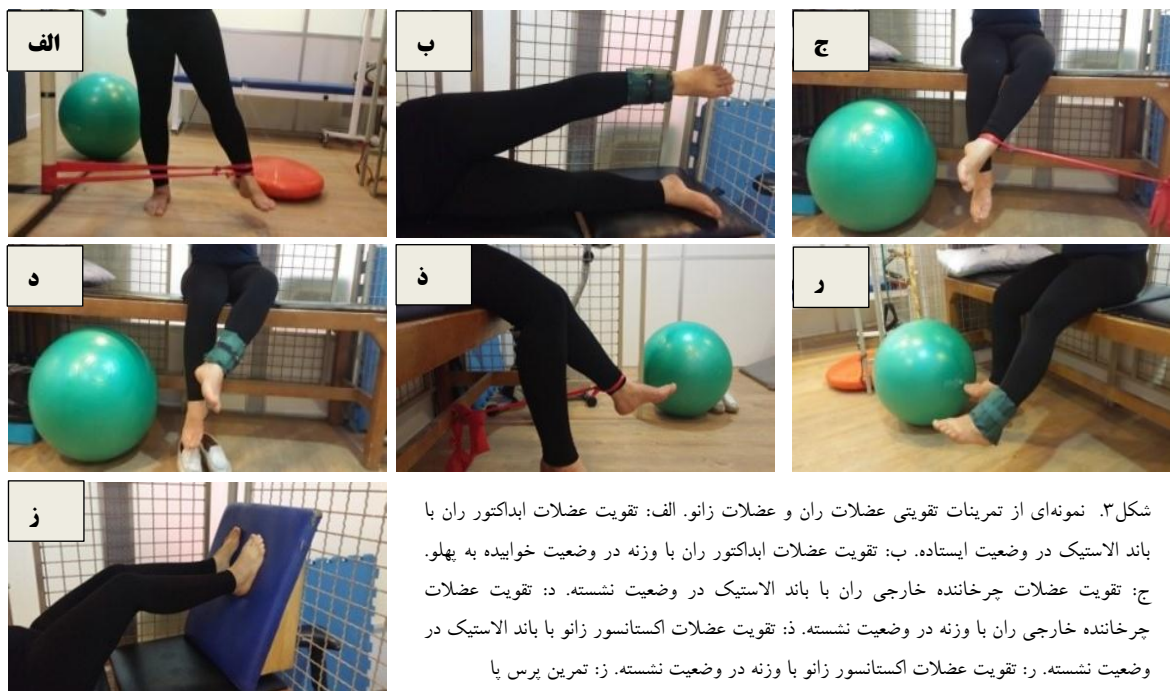 الف
ب
ج
د
ذ
ر
ز
شکل۳. نمونه‌ای از تمرینات تقویتی عضلات ران و عضلات زانو. الف: تقویت عضلات ابداکتور ران با
باند الاستیک در وضعیت ایستاده. ب: تقویت عضلات ابداکتور ران با وزنه در وضعیت خوابیده به پهلو.
ج: تقویت عضلات چرخاننده خارجی ران با باند الاستیک در وضعیت نشسته. د: تقویت عضلات
چرخاننده خارجی ران با وزنه در وضعیت نشسته. ذ: تقویت عضلات اکستانسور زانو با باند الاستیک در
وضعیت نشسته. ر: تقویت عضلات اکستانسور زانو با وزنه در وضعیت نشسته. ز: تمرین پرس پا